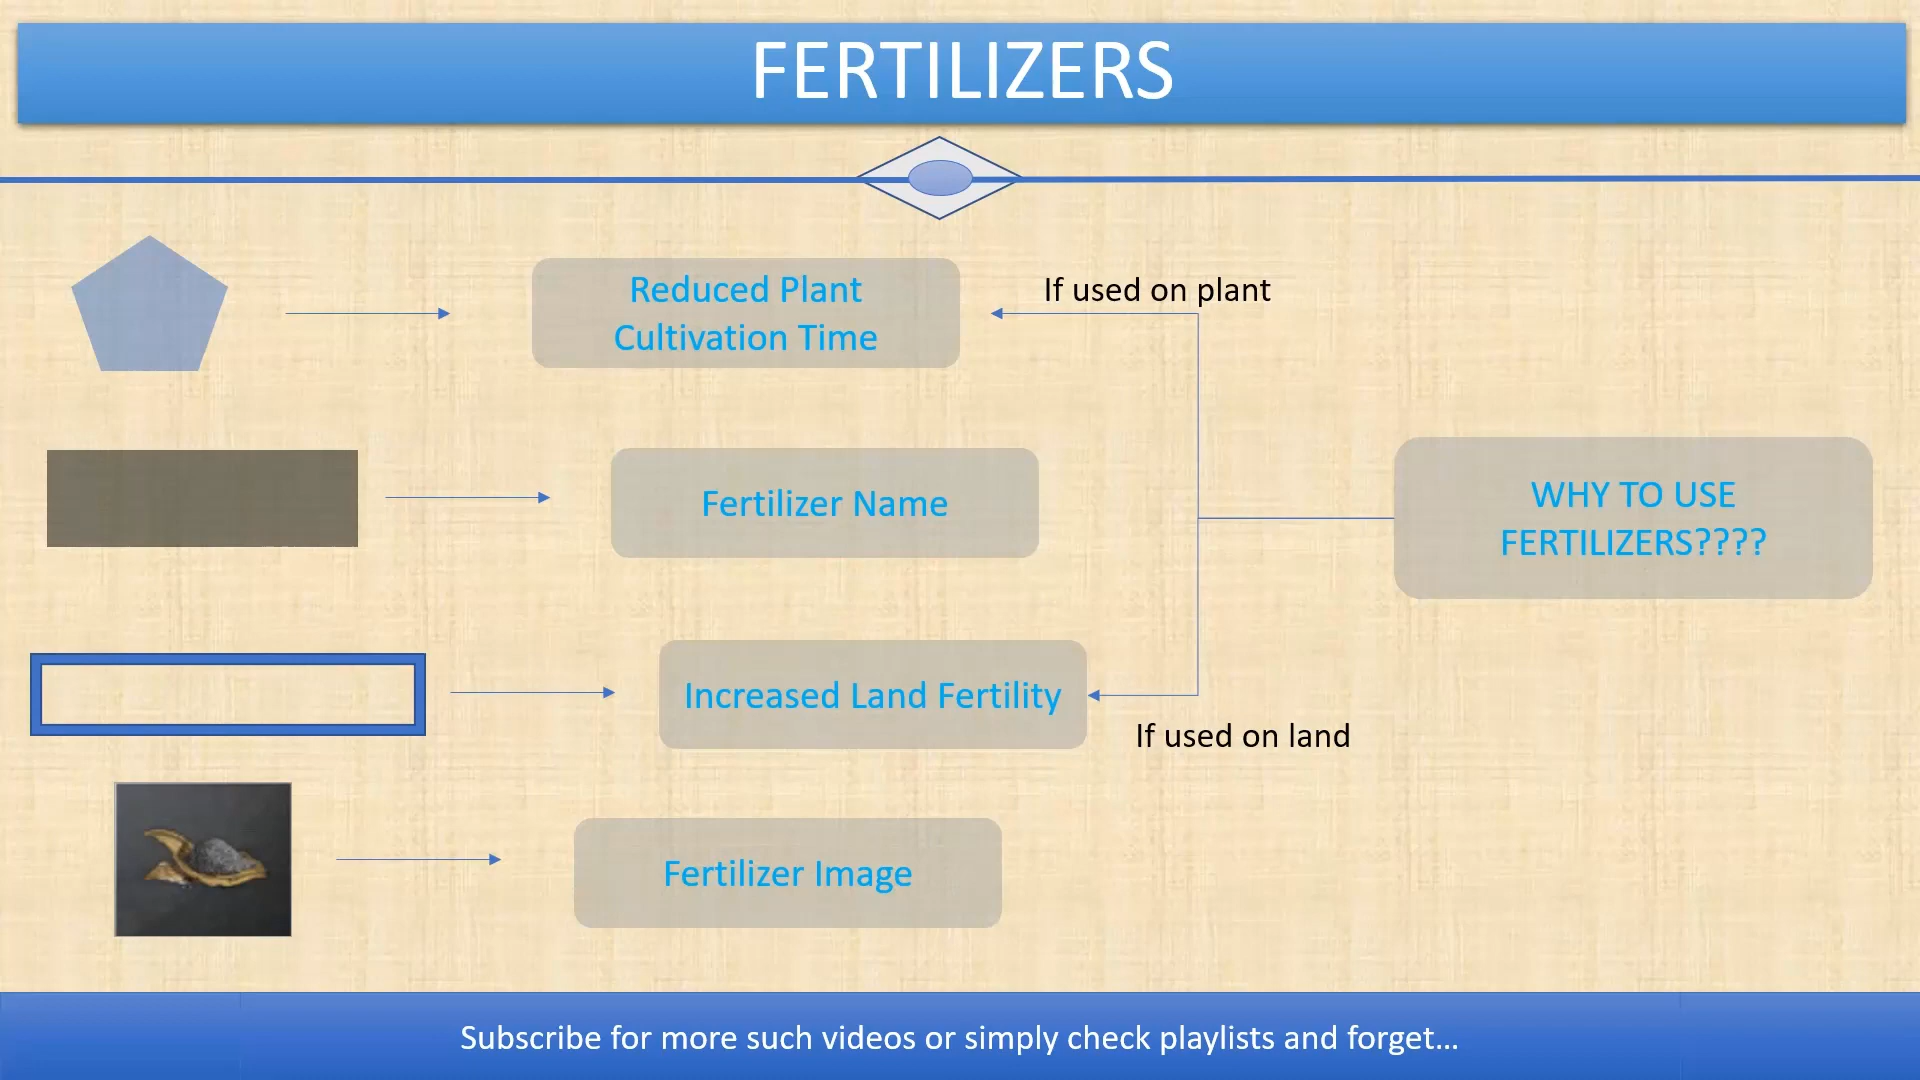 FERTILIZERS
Reduced Plant
Cultivation Time
If used on plant
Fertilizer Name
WHY TO USE
FERTILIZERS????
Increased Land Fertility
If used on land
Fertilizer Image
Subscribe for more such videos or simply check playlists and forget...